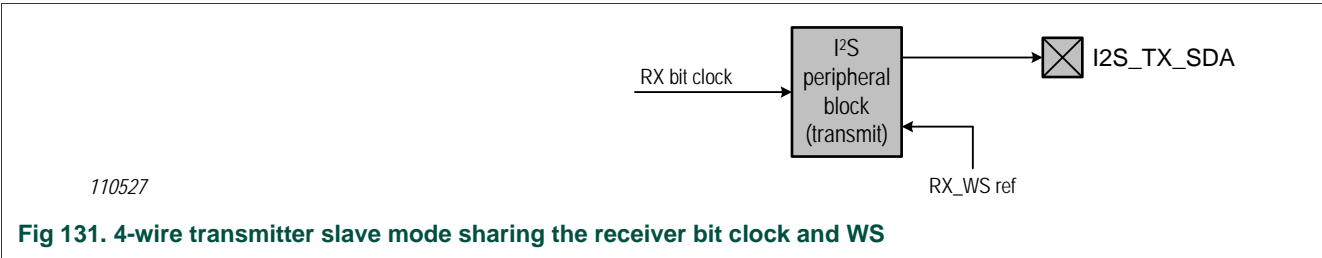 I²S
peripheral
block
(transmit)
I2S_TX_SDA
RX bit clock
RX_WS ref
110527
Fig 131. 4-wire transmitter slave mode sharing the receiver bit clock and WS